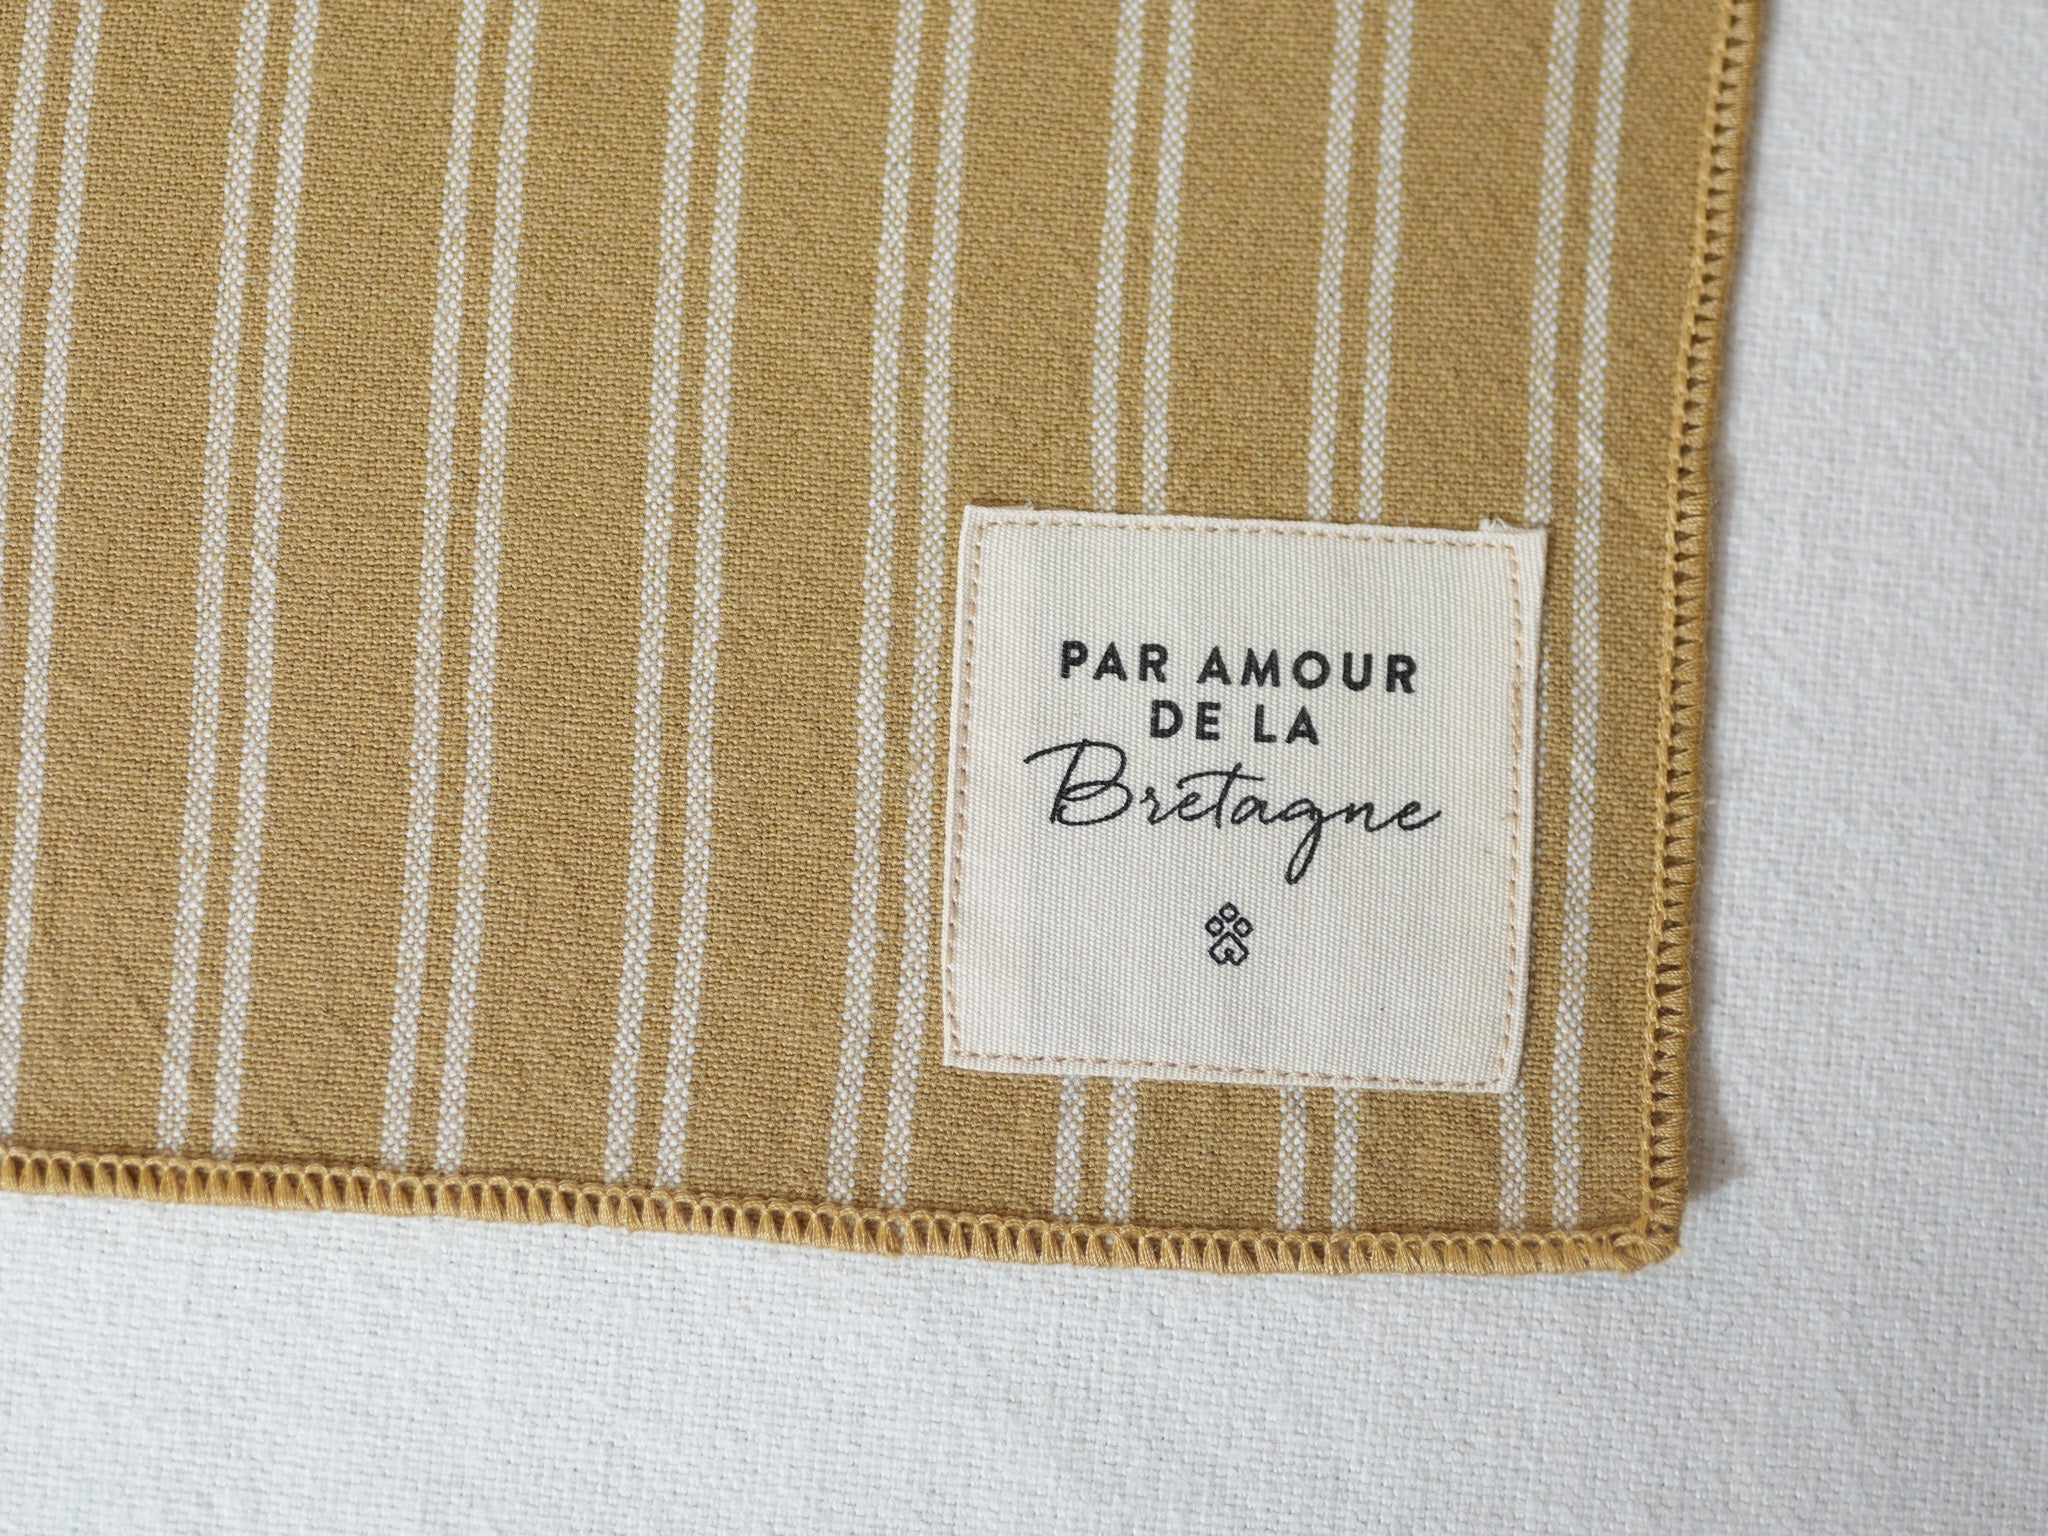 PAR AMOUR
DE LA
Bretagne